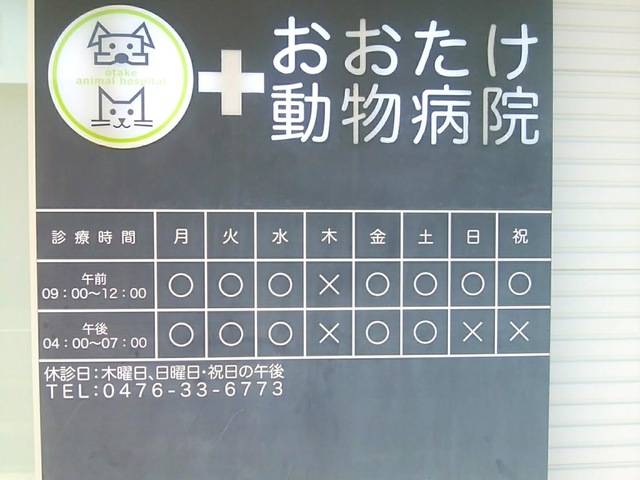 otake
animal hospital
おおたけ
動物病院
診療時間 月 火 水 木 金 土 日 祝
午前
09：00～12：00 ○ ○ ○ × ○ ○ ○ ○
午後
04：00～07：00 ○ ○ ○ × ○ ○ × ×
休診日：木曜日、日曜日・祝日の午後
TEL：0476-33-6773